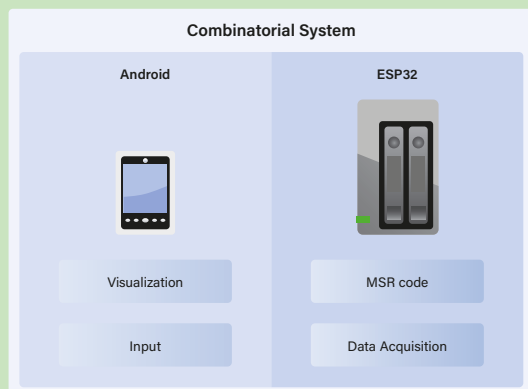 Combinatorial System
Android
ESP32
Visualization
MSR code
Input
Data Acquisition